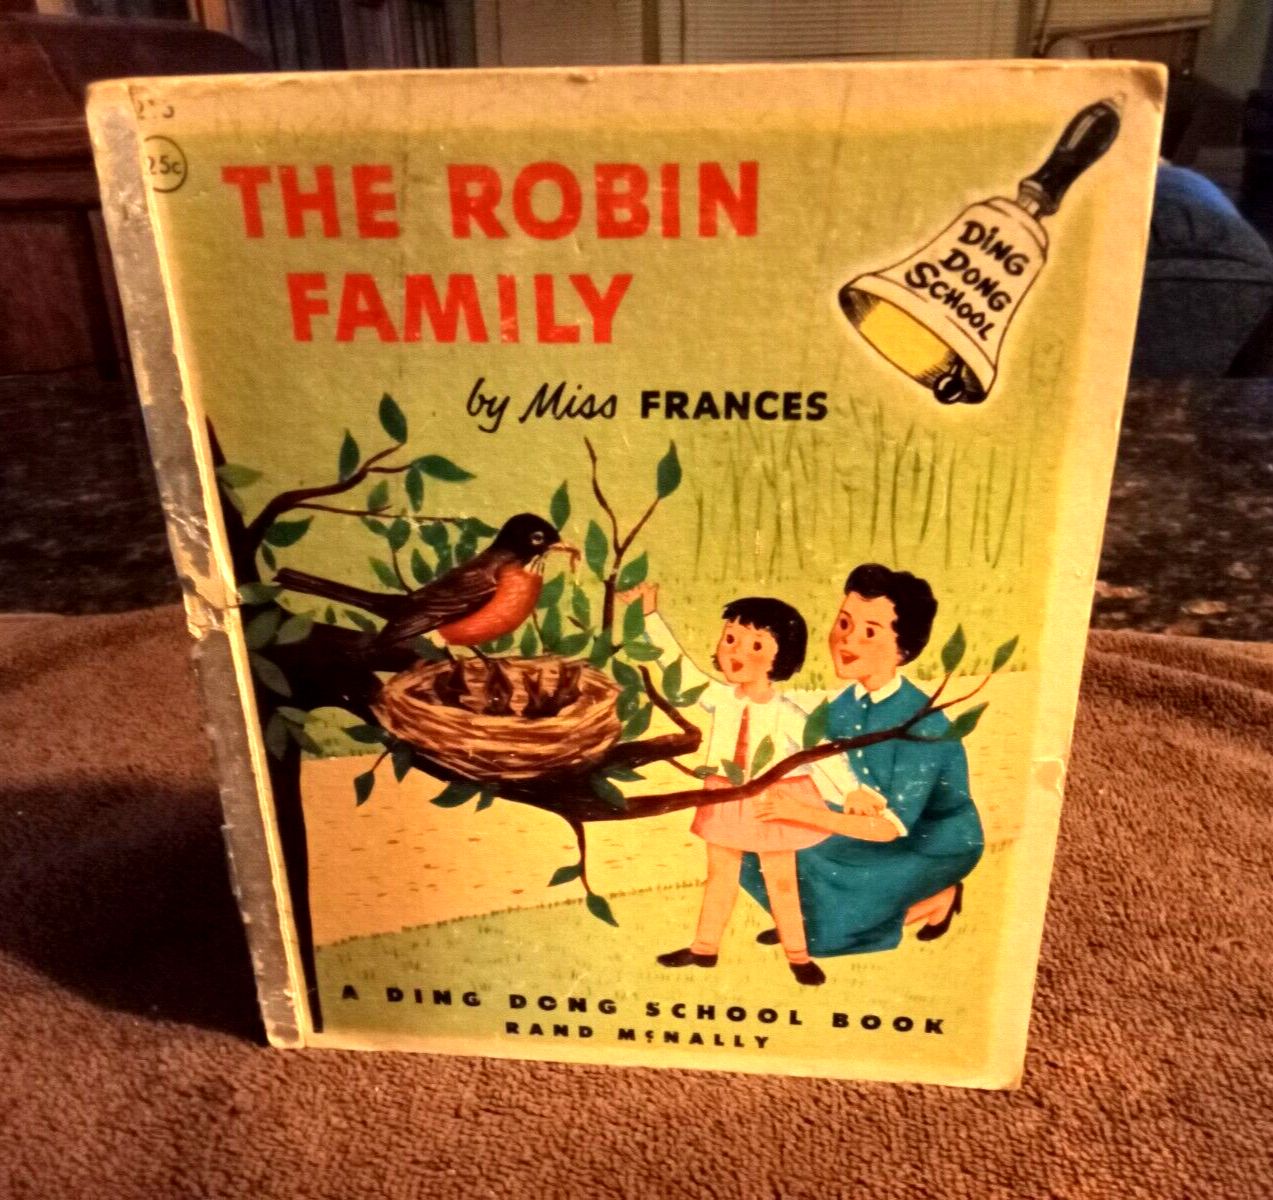 25c
THE ROBIN
FAMILY
by Miss FRANCES
DING
DONG
SCHOOL
A DING DONG SCHOOL BOOK
RAND McNALLY